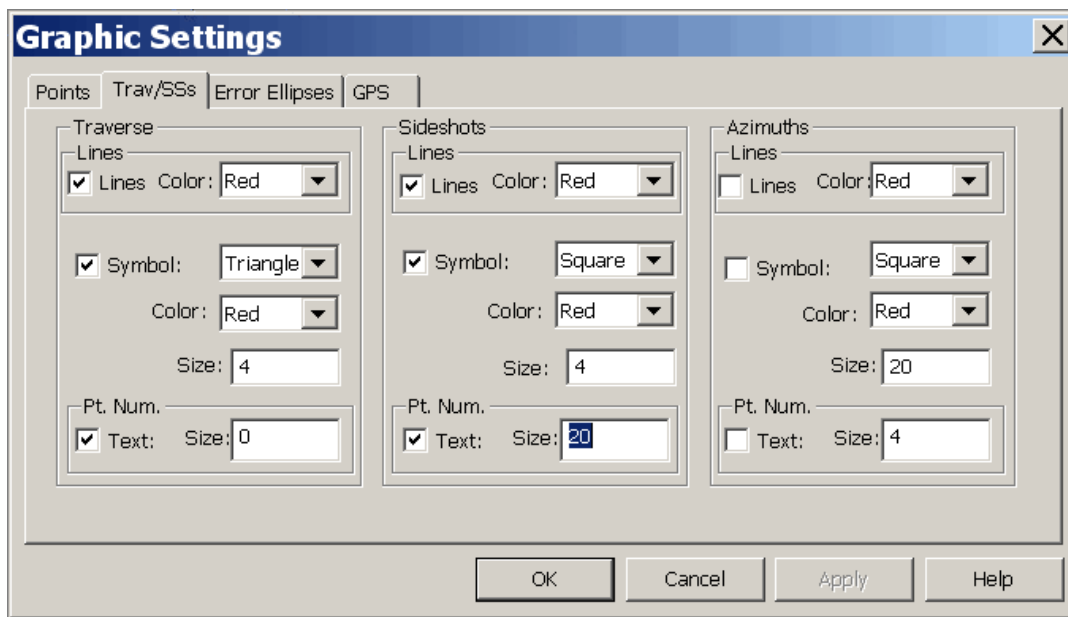 Graphic Settings
Points Trav/SSs Error Ellipses GPS
Traverse
Lines
Lines Color: Red
Symbol: Triangle
Color: Red
Size: 4
Pt. Num.
Text: Size: 0
Sideshots
Lines
Lines Color: Red
Symbol: Square
Color: Red
Size: 4
Pt. Num.
Text: Size: 20
Azimuths
Lines
Lines Color: Red
Symbol: Square
Color: Red
Size: 20
Pt. Num.
Text: Size: 4
OK Cancel Apply Help